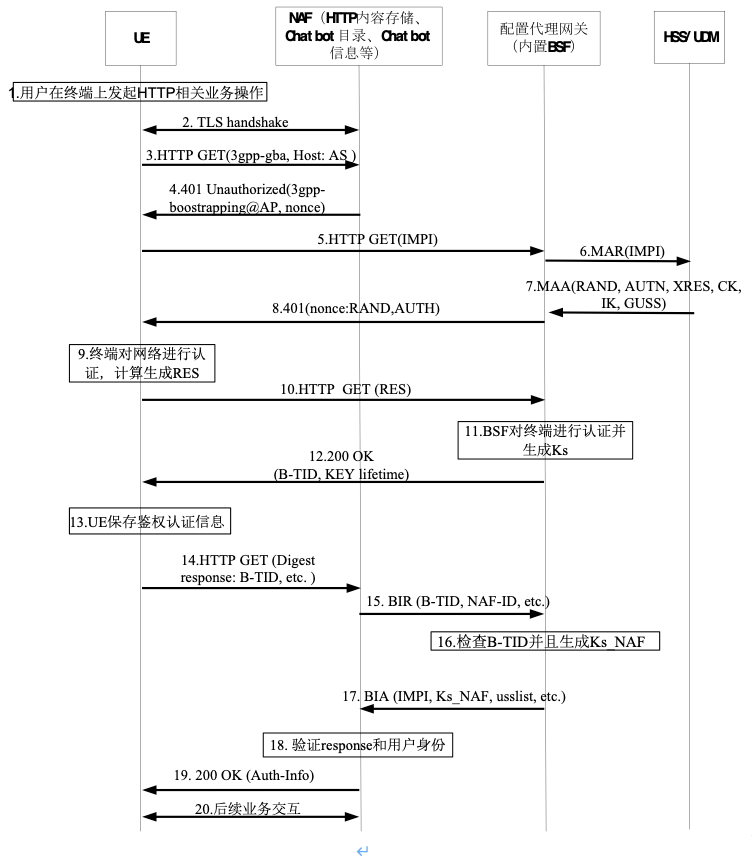 UE
NAF（HTTP内容存储、
Chat bot 目录、Chat bot
信息等）
配置代理网关
（内置BSF）
HSS/ UDM
1.用户在终端上发起HTTP相关业务操作
2. TLS handshake
3.HTTP GET(3gpp-gba, Host: AS )
4.401 Unauthorized(3gpp-
boostrapping@AP, nonce)
5.HTTP GET(IMPI)
6.MAR(IMPI)
7.MAA(RAND, AUTN, XRES, CK,
IK, GUSS)
8.401(nonce:RAND,AUTH)
9.终端对网络进行认
证，计算生成RES
10.HTTP GET (RES)
11.BSF对终端进行认证并
生成Ks
12.200 OK
(B-TID, KEY lifetime)
13.UE保存鉴权认证信息
14.HTTP GET (Digest
response: B-TID, etc. )
15. BIR (B-TID, NAF-ID, etc.)
16.检查B-TID并且生成Ks_NAF
17. BIA (IMPI, Ks_NAF, usslist, etc.)
18. 验证response和用户身份
19. 200 OK (Auth-Info)
20.后续业务交互